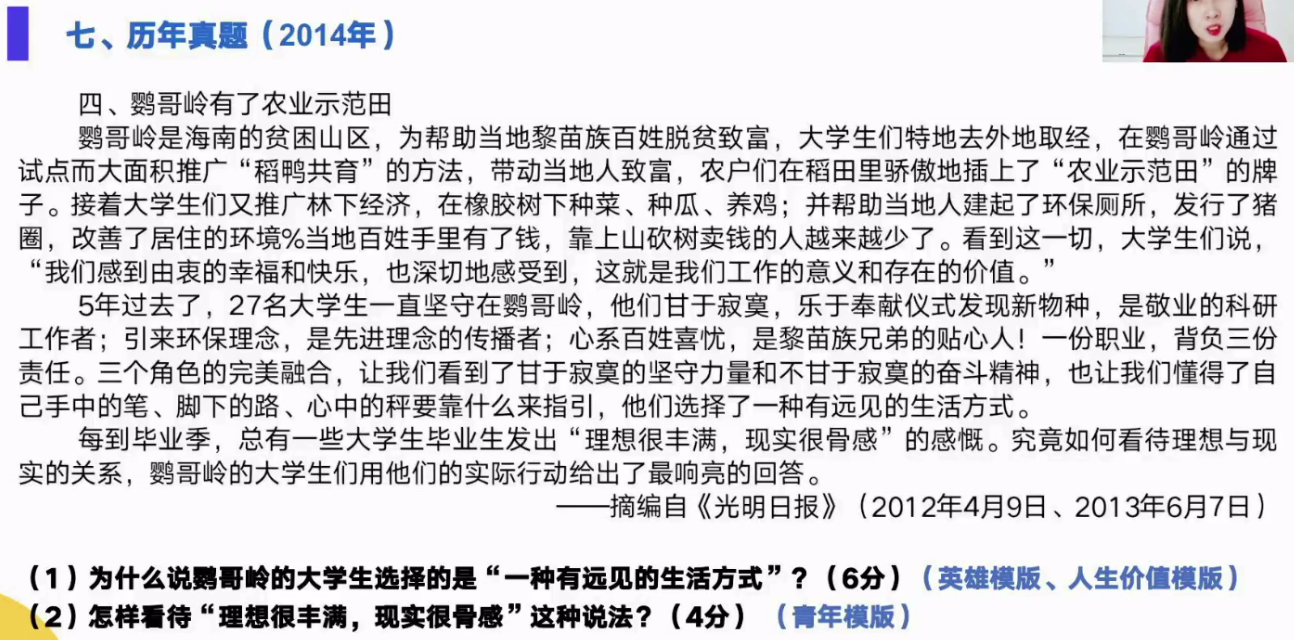 七、历年真题（2014年）
四、鹦哥岭有了农业示范田
鹦哥岭是海南的贫困山区，为帮助当地黎苗族百姓脱贫致富，大学生们特地去外地取经，在鹦哥岭通过
试点而大面积推广“稻鸭共育”的方法，带动当地人致富，农户们在稻田里骄傲地插上了“农业示范田”的牌
子。接着大学生们又推广林下经济，在橡胶树下种菜、种瓜、养鸡；并帮助当地人建起了环保厕所，发行了猪
圈，改善了居住的环境%当地百姓手里有了钱，靠上山砍树卖钱的人越来越少了。看到这一切，大学生们说，
“我们感到由衷的幸福和快乐，也深切地感受到，这就是我们工作的意义和存在的价值。”
5年过去了，27名大学生一直坚守在鹦哥岭，他们甘于寂寞，乐于奉献仪式发现新物种，是敬业的科研
工作者；引来环保理念，是先进理念的传播者；心系百姓喜忧，是黎苗族兄弟的贴心人！一份职业，背负三份
责任。三个角色的完美融合，让我们看到了甘于寂寞的坚守力量和不甘于寂寞的奋斗精神，也让我们懂得了自
己手中的笔、脚下的路、心中的秤要靠什么来指引，他们选择了一种有远见的生活方式。
每到毕业季，总有一些大学生毕业生发出“理想很丰满，现实很骨感”的感慨。究竟如何看待理想与现
实的关系，鹦哥岭的大学生们用他们的实际行动给出了最响亮的回答。
——摘编自《光明日报》（2012年4月9日、2013年6月7日）
（1）为什么说鹦哥岭的大学生选择的是“一种有远见的生活方式”？（6分）（英雄模版、人生价值模版）
（2）怎样看待“理想很丰满，现实很骨感”这种说法？（4分）（青年模版）